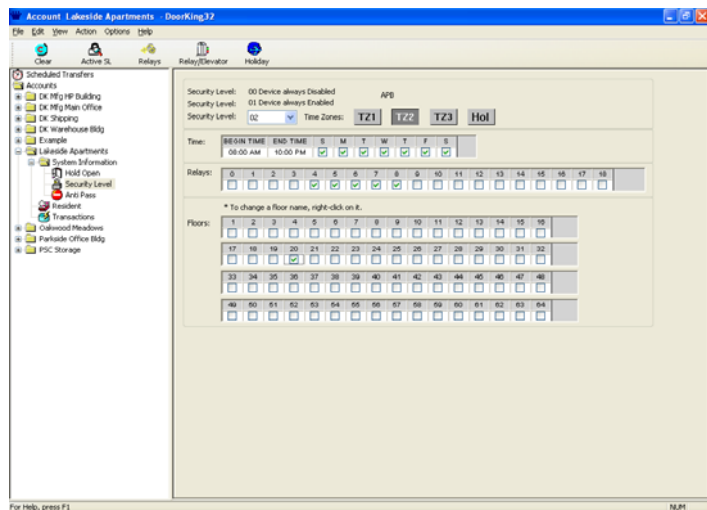 Account Lakeside Apartments - DoorKing32
File Edit View Action Options Help
Clear Active SL Relays Relay/Elevator Holiday
Scheduled Transfers
Accounts
DK Mfg HP Building
DK Mfg Main Office
DK Shipping
DK Warehouse Bldg
Example
Lakeside Apartments
System Information
Hold Open
Security Level
Anti Pass
Resident
Transactions
Oakwood Meadows
Parkside Office Bldg
PSC Storage
Security Level: 00 Device always Disabled
APB
Security Level: 01 Device always Enabled
Security Level: 02 Time Zones: TZ1 TZ2 TZ3 Hol
Time: BEGIN TIME END TIME S M T W T F S
08:00 AM 10:00 PM
Relays: 0 1 2 3 4 5 6 7 8 9 10 11 12 13 14 15 16 17 18
* To change a floor name, right-click on it.
Floors: 1 2 3 4 5 6 7 8 9 10 11 12 13 14 15 16
17 18 19 20 21 22 23 24 25 26 27 28 29 30 31 32
33 34 35 36 37 38 39 40 41 42 43 44 45 46 47 48
49 50 51 52 53 54 55 56 57 58 59 60 61 62 63 64
For Help, press F1 NUM